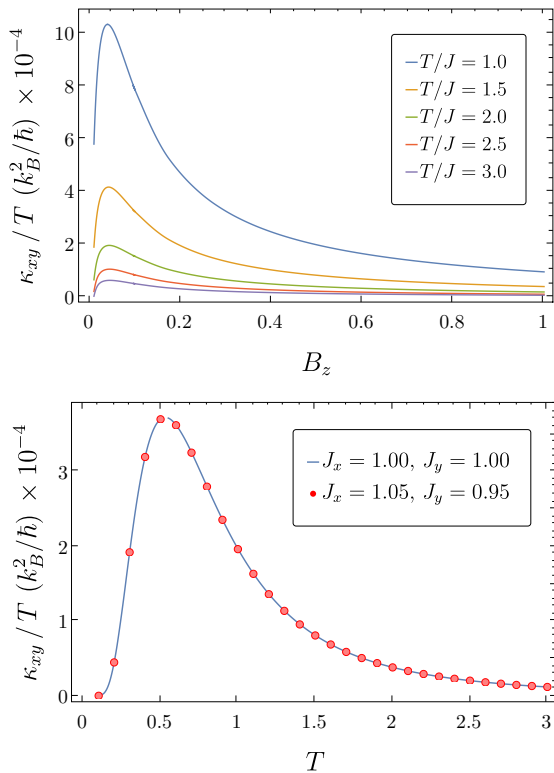 κ_xy / T (k_B^2/ħ) × 10^−4
10
8
6
4
2
0
T/J = 1.0
T/J = 1.5
T/J = 2.0
T/J = 2.5
T/J = 3.0
0 0.2 0.4 0.6 0.8 1
B_z
κ_xy / T (k_B^2/ħ) × 10^−4
3
2
1
0
J_x = 1.00, J_y = 1.00
J_x = 1.05, J_y = 0.95
0 0.5 1 1.5 2 2.5 3
T